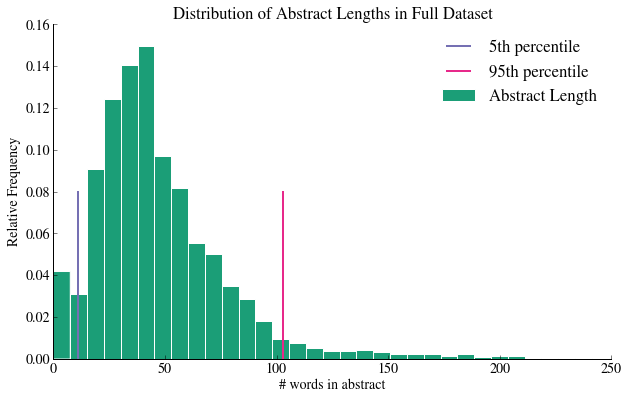 Distribution of Abstract Lengths in Full Dataset
5th percentile
95th percentile
Abstract Length
Relative Frequency
0.16
0.14
0.12
0.10
0.08
0.06
0.04
0.02
0.00
0 50 100 150 200 250
# words in abstract